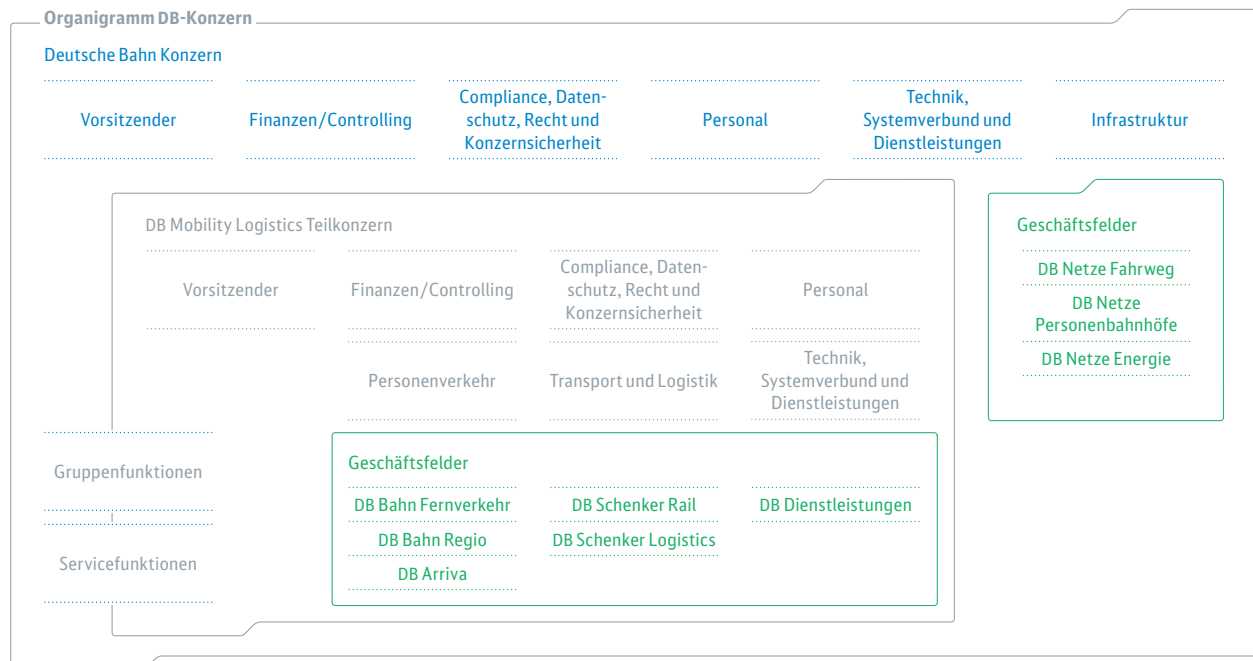 Organigramm DB-Konzern
Deutsche Bahn Konzern
Vorsitzender
Finanzen/Controlling
Compliance, Daten-
schutz, Recht und
Konzernsicherheit
Personal
Technik,
Systemverbund und
Dienstleistungen
Infrastruktur
DB Mobility Logistics Teilkonzern
Vorsitzender
Finanzen/Controlling
Compliance, Daten-
schutz, Recht und
Konzernsicherheit
Personal
Personenverkehr
Transport und Logistik
Technik,
Systemverbund und
Dienstleistungen
Geschäftsfelder
DB Netze Fahrweg
DB Netze
Personenbahnhöfe
DB Netze Energie
Gruppenfunktionen
Servicefunktionen
Geschäftsfelder
DB Bahn Fernverkehr
DB Bahn Regio
DB Arriva
DB Schenker Rail
DB Schenker Logistics
DB Dienstleistungen